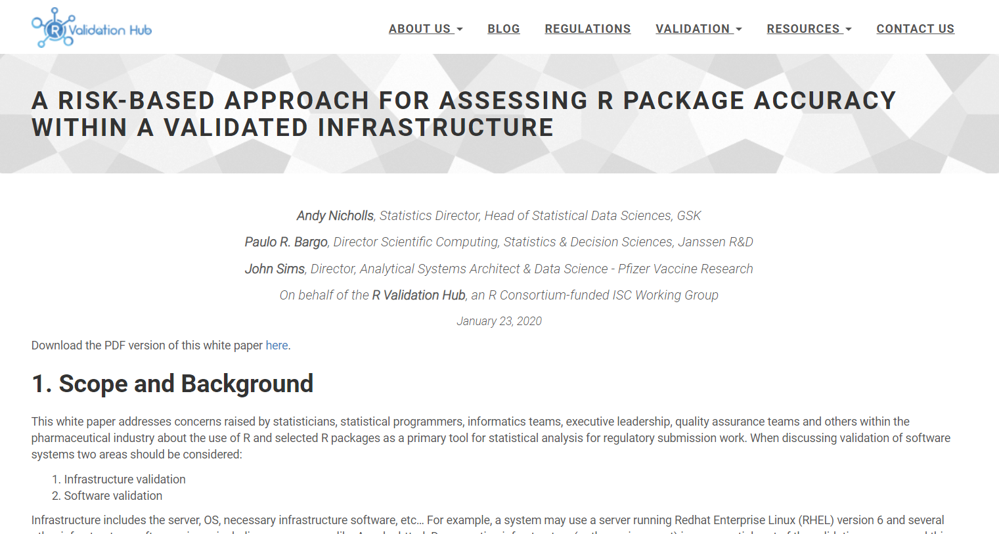 R Validation Hub
ABOUT US BLOG REGULATIONS VALIDATION RESOURCES CONTACT US
A RISK-BASED APPROACH FOR ASSESSING R PACKAGE ACCURACY
WITHIN A VALIDATED INFRASTRUCTURE
Andy Nicholls, Statistics Director, Head of Statistical Data Sciences, GSK
Paulo R. Bargo, Director Scientific Computing, Statistics & Decision Sciences, Janssen R&D
John Sims, Director, Analytical Systems Architect & Data Science - Pfizer Vaccine Research
On behalf of the R Validation Hub, an R Consortium-funded ISC Working Group
January 23, 2020
Download the PDF version of this white paper here.
1. Scope and Background
This white paper addresses concerns raised by statisticians, statistical programmers, informatics teams, executive leadership, quality assurance teams and others within the
pharmaceutical industry about the use of R and selected R packages as a primary tool for statistical analysis for regulatory submission work. When discussing validation of software
systems two areas should be considered:
1. Infrastructure validation
2. Software validation
Infrastructure includes the server, OS, necessary infrastructure software, etc... For example, a system may use a server running Redhat Enterprise Linux (RHEL) version 6 and several